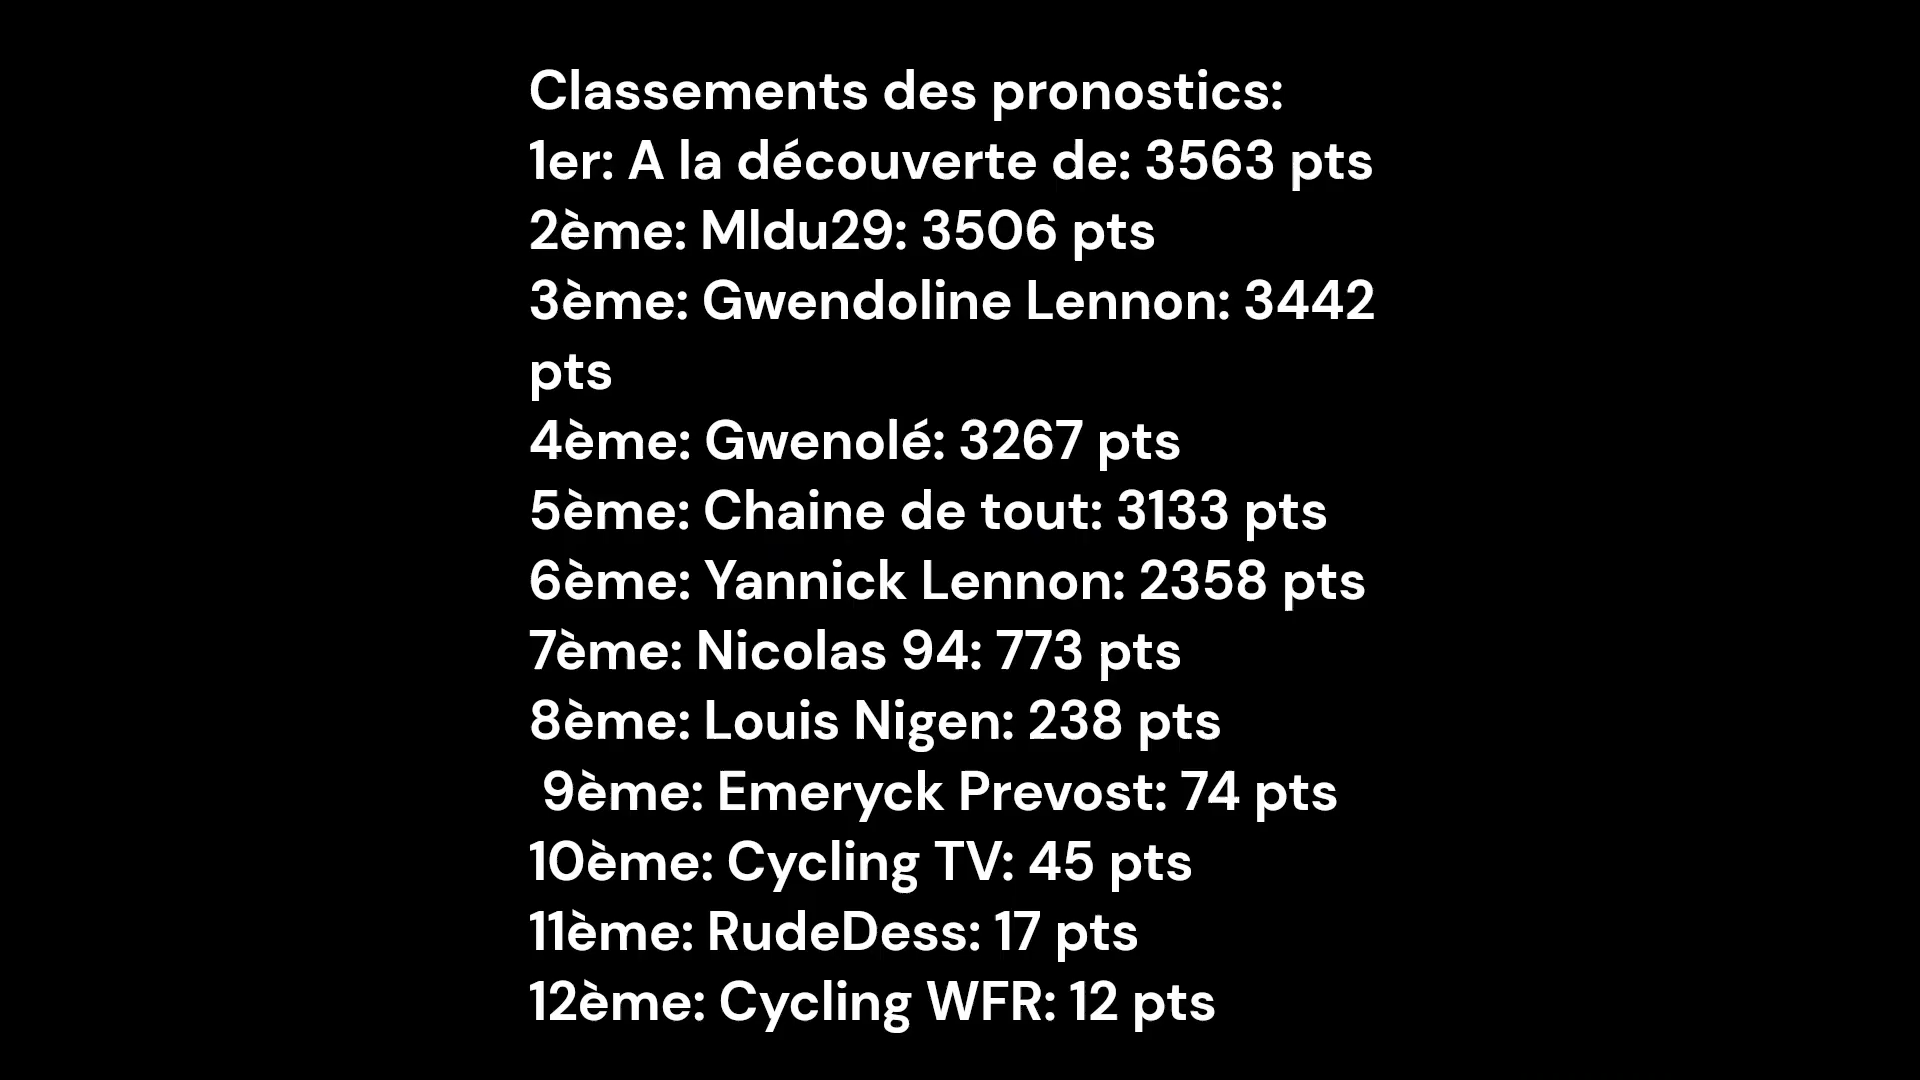 Classements des pronostics:
1er: A la découverte de: 3563 pts
2ème: Mldu29: 3506 pts
3ème: Gwendoline Lennon: 3442
pts
4ème: Gwenolé: 3267 pts
5ème: Chaine de tout: 3133 pts
6ème: Yannick Lennon: 2358 pts
7ème: Nicolas 94: 773 pts
8ème: Louis Nigen: 238 pts
9ème: Emeryck Prevost: 74 pts
10ème: Cycling TV: 45 pts
11ème: RudeDess: 17 pts
12ème: Cycling WFR: 12 pts